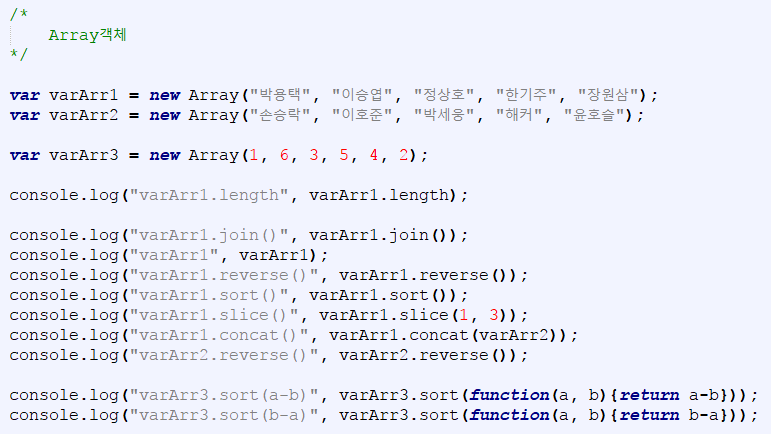 /*
Array객체
*/
var varArr1 = new Array("박용택", "이승엽", "정상호", "한기주", "장원삼");
var varArr2 = new Array("손승락", "이호준", "박세웅", "해커", "윤호솔");
var varArr3 = new Array(1, 6, 3, 5, 4, 2);
console.log("varArr1.length", varArr1.length);
console.log("varArr1.join()", varArr1.join());
console.log("varArr1", varArr1);
console.log("varArr1.reverse()", varArr1.reverse());
console.log("varArr1.sort()", varArr1.sort());
console.log("varArr1.slice()", varArr1.slice(1, 3));
console.log("varArr1.concat()", varArr1.concat(varArr2));
console.log("varArr2.reverse()", varArr2.reverse());
console.log("varArr3.sort(a-b)", varArr3.sort(function(a, b){return a-b}));
console.log("varArr3.sort(b-a)", varArr3.sort(function(a, b){return b-a}));